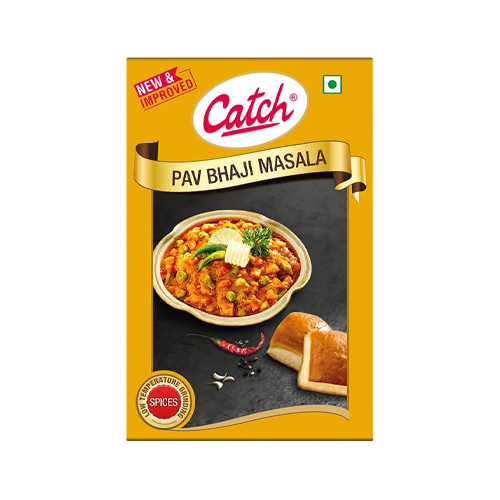 NEW &
IMPROVED
Catch®
PAV BHAJI MASALA
LOW TEMPERATURE GRINDING
SPICES